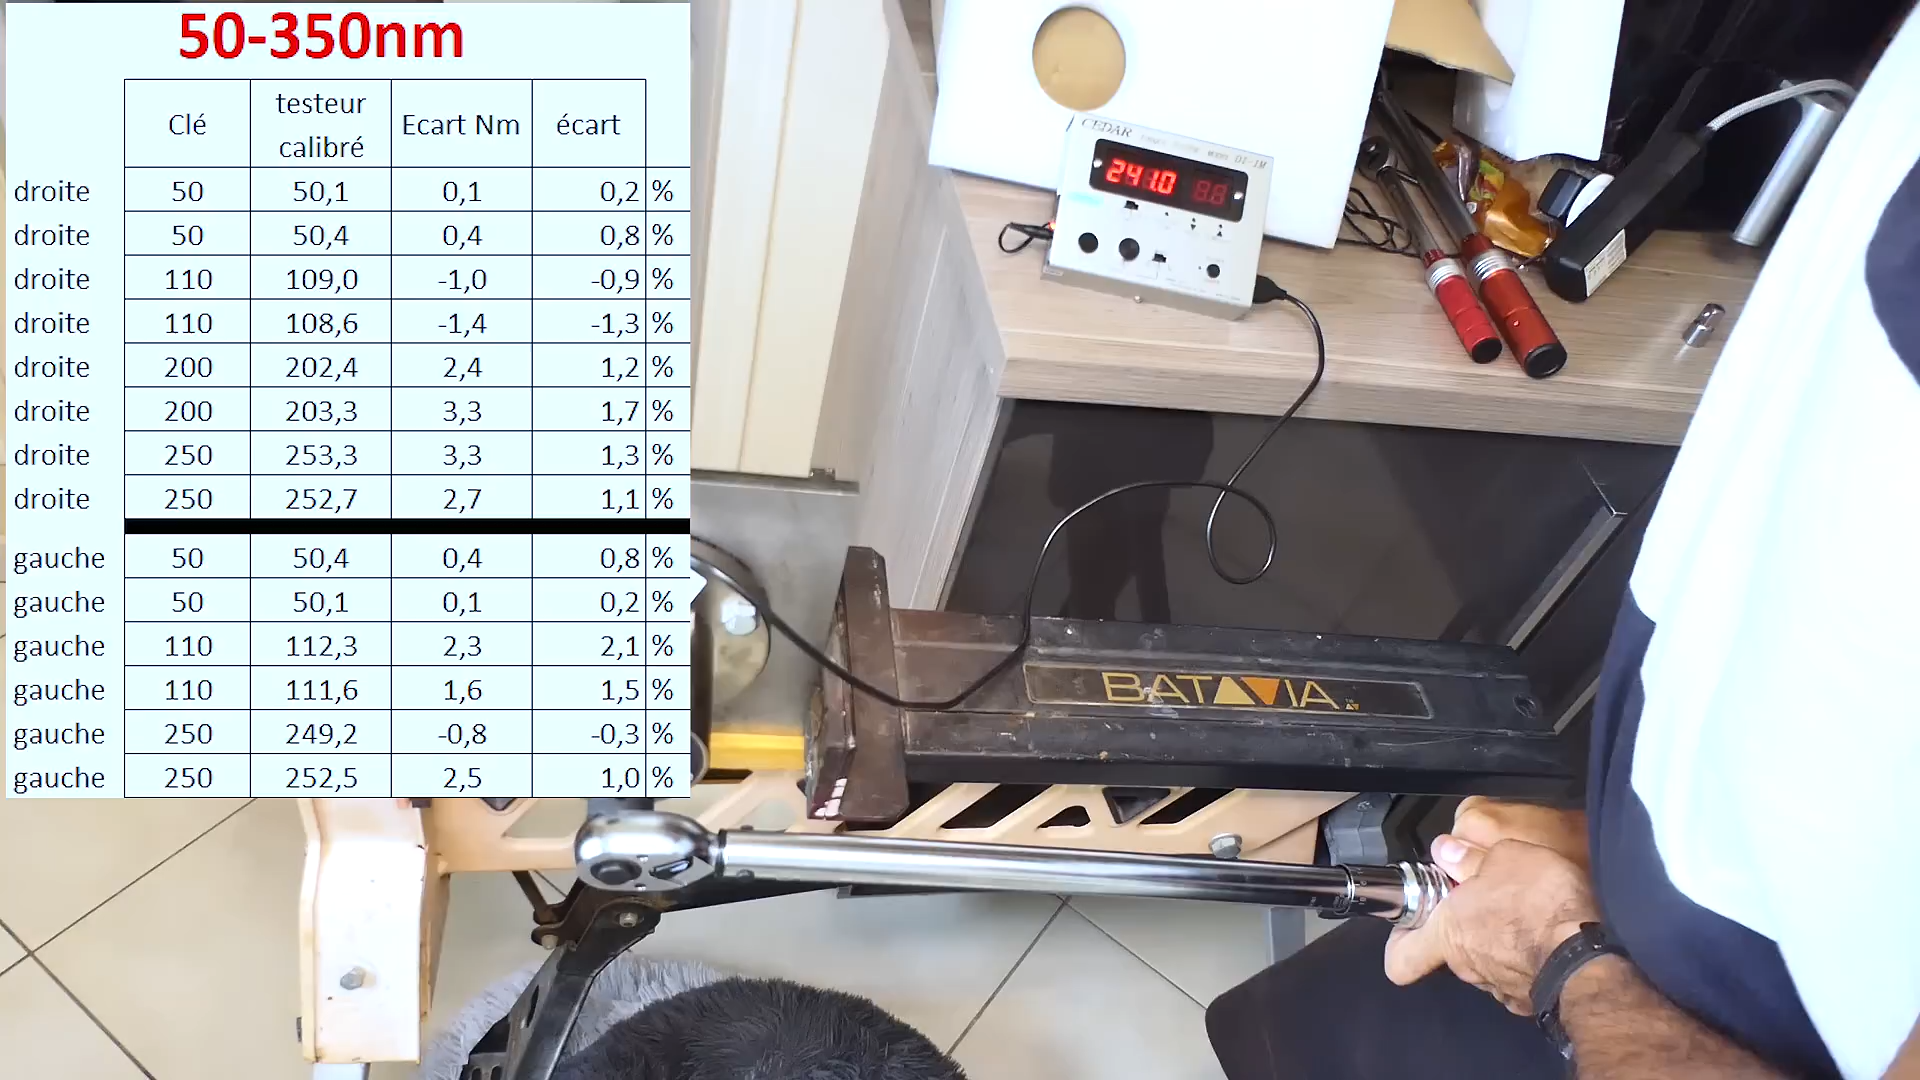 50-350nm
Clé testeur calibré Ecart Nm écart
droite 50 50,1 0,1 0,2 %
droite 50 50,4 0,4 0,8 %
droite 110 109,0 -1,0 -0,9 %
droite 110 108,6 -1,4 -1,3 %
droite 200 202,4 2,4 1,2 %
droite 200 203,3 3,3 1,7 %
droite 250 253,3 3,3 1,3 %
droite 250 252,7 2,7 1,1 %
gauche 50 50,4 0,4 0,8 %
gauche 50 50,1 0,1 0,2 %
gauche 110 112,3 2,3 2,1 %
gauche 110 111,6 1,6 1,5 %
gauche 250 249,2 -0,8 -0,3 %
gauche 250 252,5 2,5 1,0 %
CEDAR
MODEL DI-1M
241.0
BATAVIA